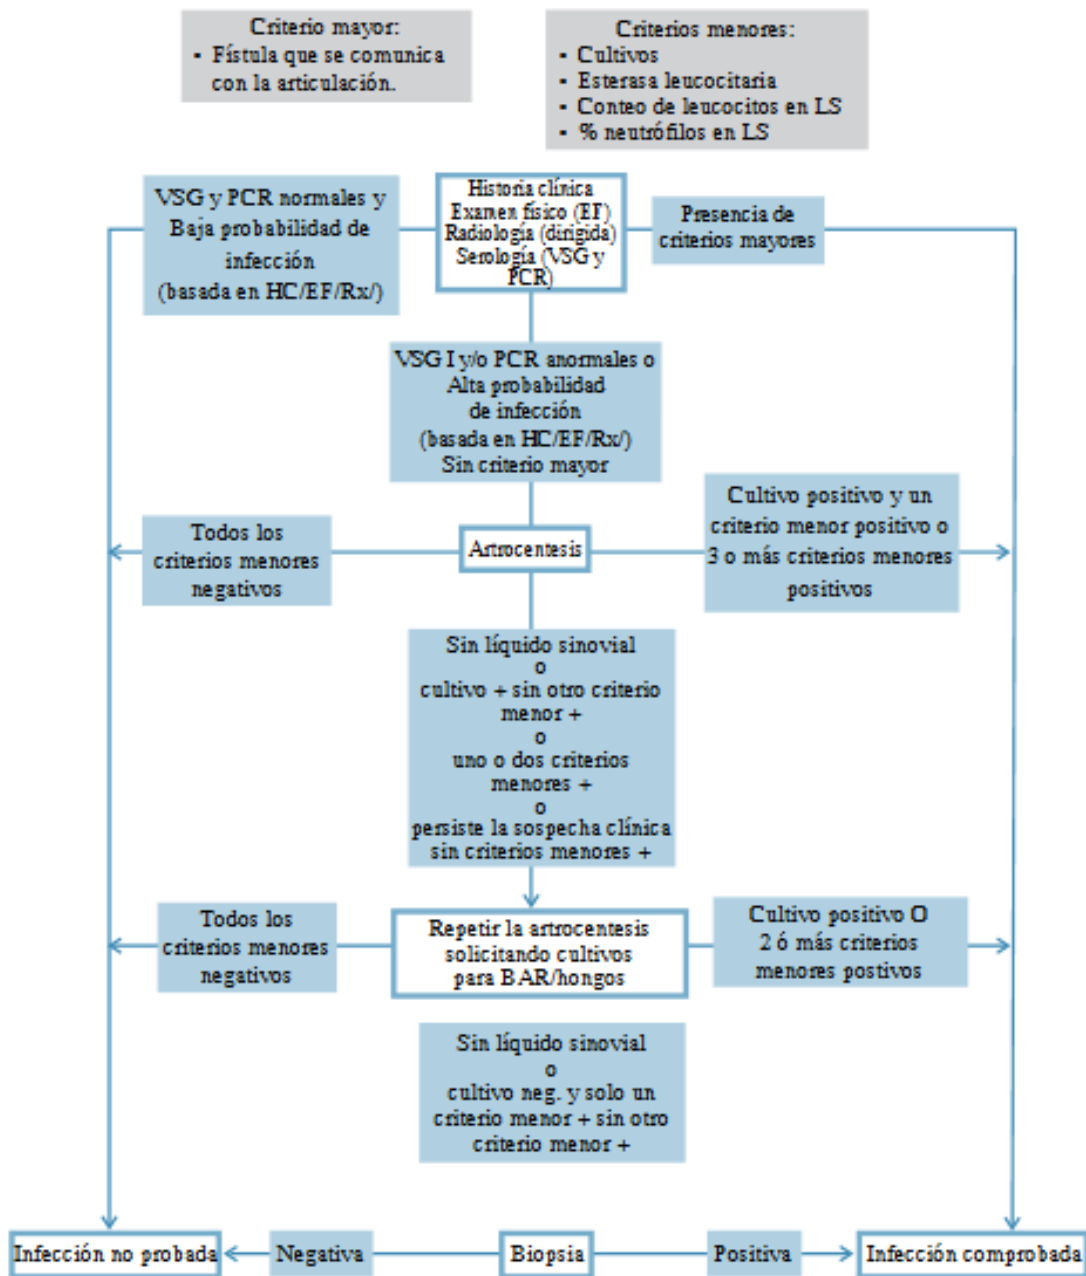 Criterio mayor:
▪ Fístula que se comunica
con la articulación.
Criterios menores:
▪ Cultivos
▪ Esterasa leucocitaria
▪ Conteo de leucocitos en LS
▪ % neutrófilos en LS
VSG y PCR normales y
Baja probabilidad de
infección
(basada en HC/EF/Rx/)
Historia clínica
Examen físico (EF)
Radiología (dirigida)
Serología (VSG y
PCR)
Presencia de
criterios mayores
VSG I y/o PCR anormales o
Alta probabilidad
de infección
(basada en HC/EF/Rx/)
Sin criterio mayor
Todos los
criterios menores
negativos
Artrocentesis
Cultivo positivo y un
criterio menor positivo o
3 o más criterios menores
positivos
Sin líquido sinovial
o
cultivo + sin otro criterio
menor +
o
uno o dos criterios
menores +
o
persiste la sospecha clínica
sin criterios menores +
Todos los
criterios menores
negativos
Repetir la artrocentesis
solicitando cultivos
para BAR/hongos
Cultivo positivo O
2 ó más criterios
menores postivos
Sin líquido sinovial
o
cultivo neg. y solo un
criterio menor + sin otro
criterio menor +
Infección no probada
Negativa
Biopsia
Positiva
Infección comprobada